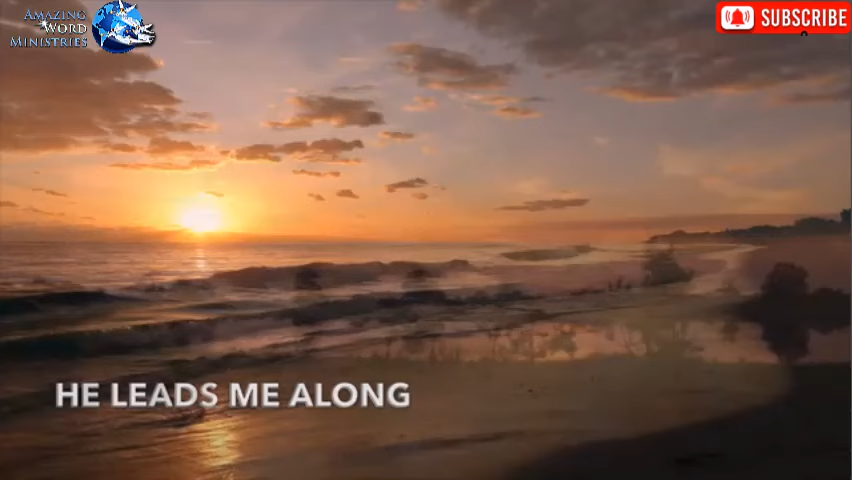 AMAZING
WORD
MINISTRIES
SUBSCRIBE
HE LEADS ME ALONG